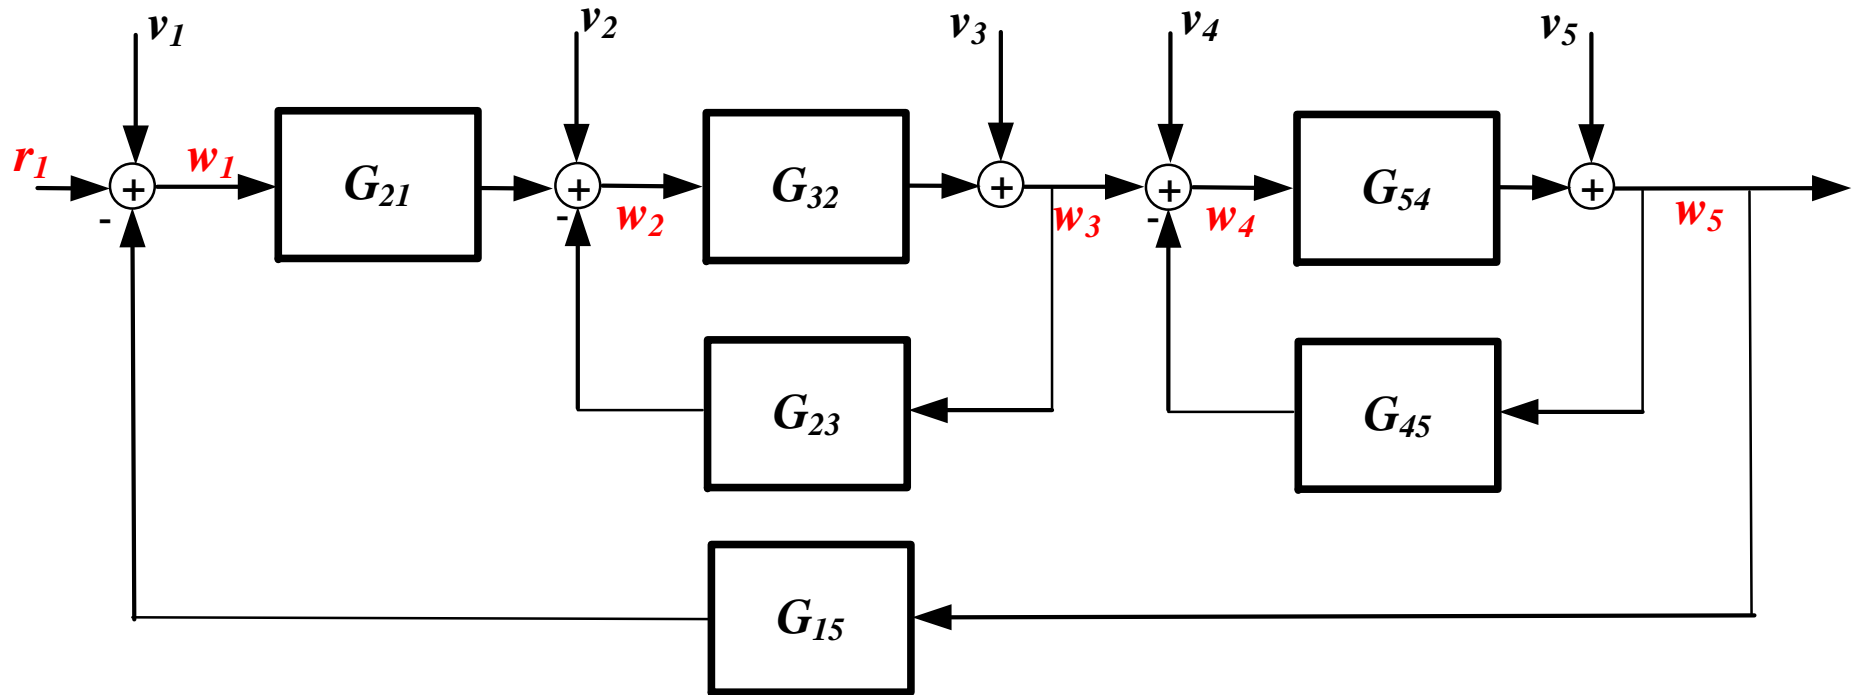 v1 v2 v3 v4 v5
r1 + w1 G21 + G32 + + G54 +
- - w2 w3 - w4 w5
G23 G45
G15